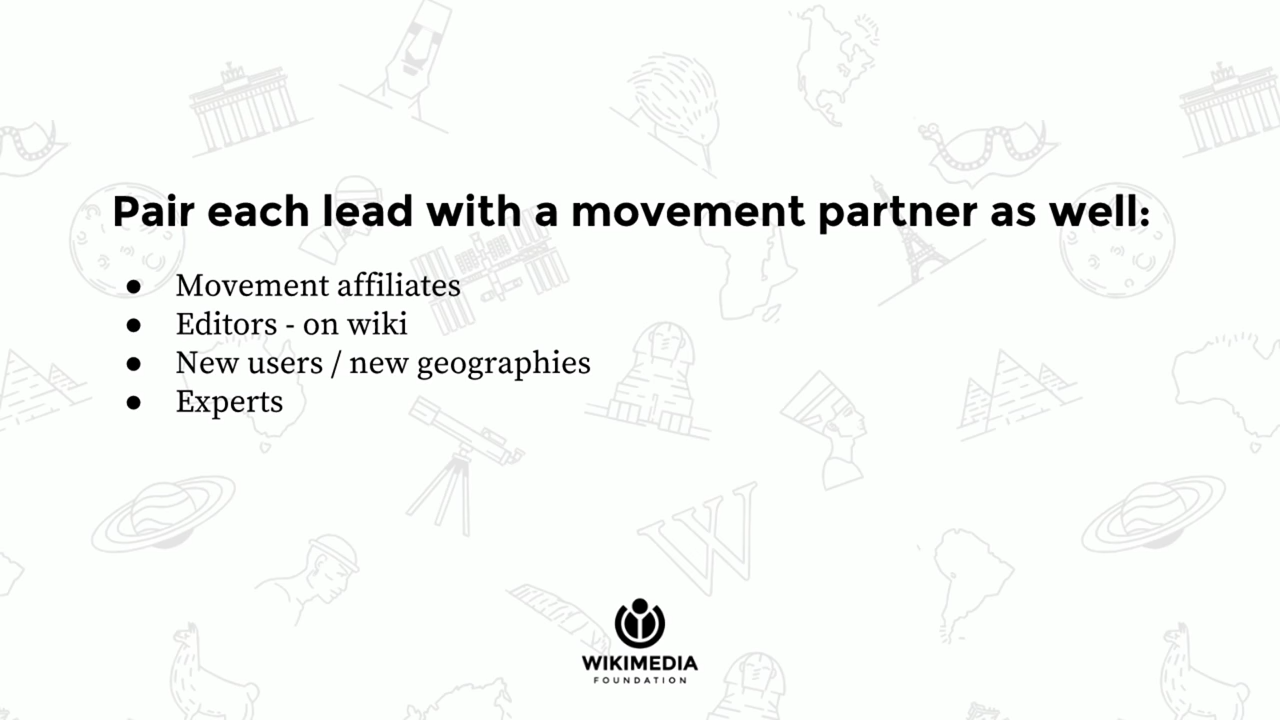 Pair each lead with a movement partner as well:
● Movement affiliates
● Editors - on wiki
● New users / new geographies
● Experts
W
WIKIMEDIA
FOUNDATION